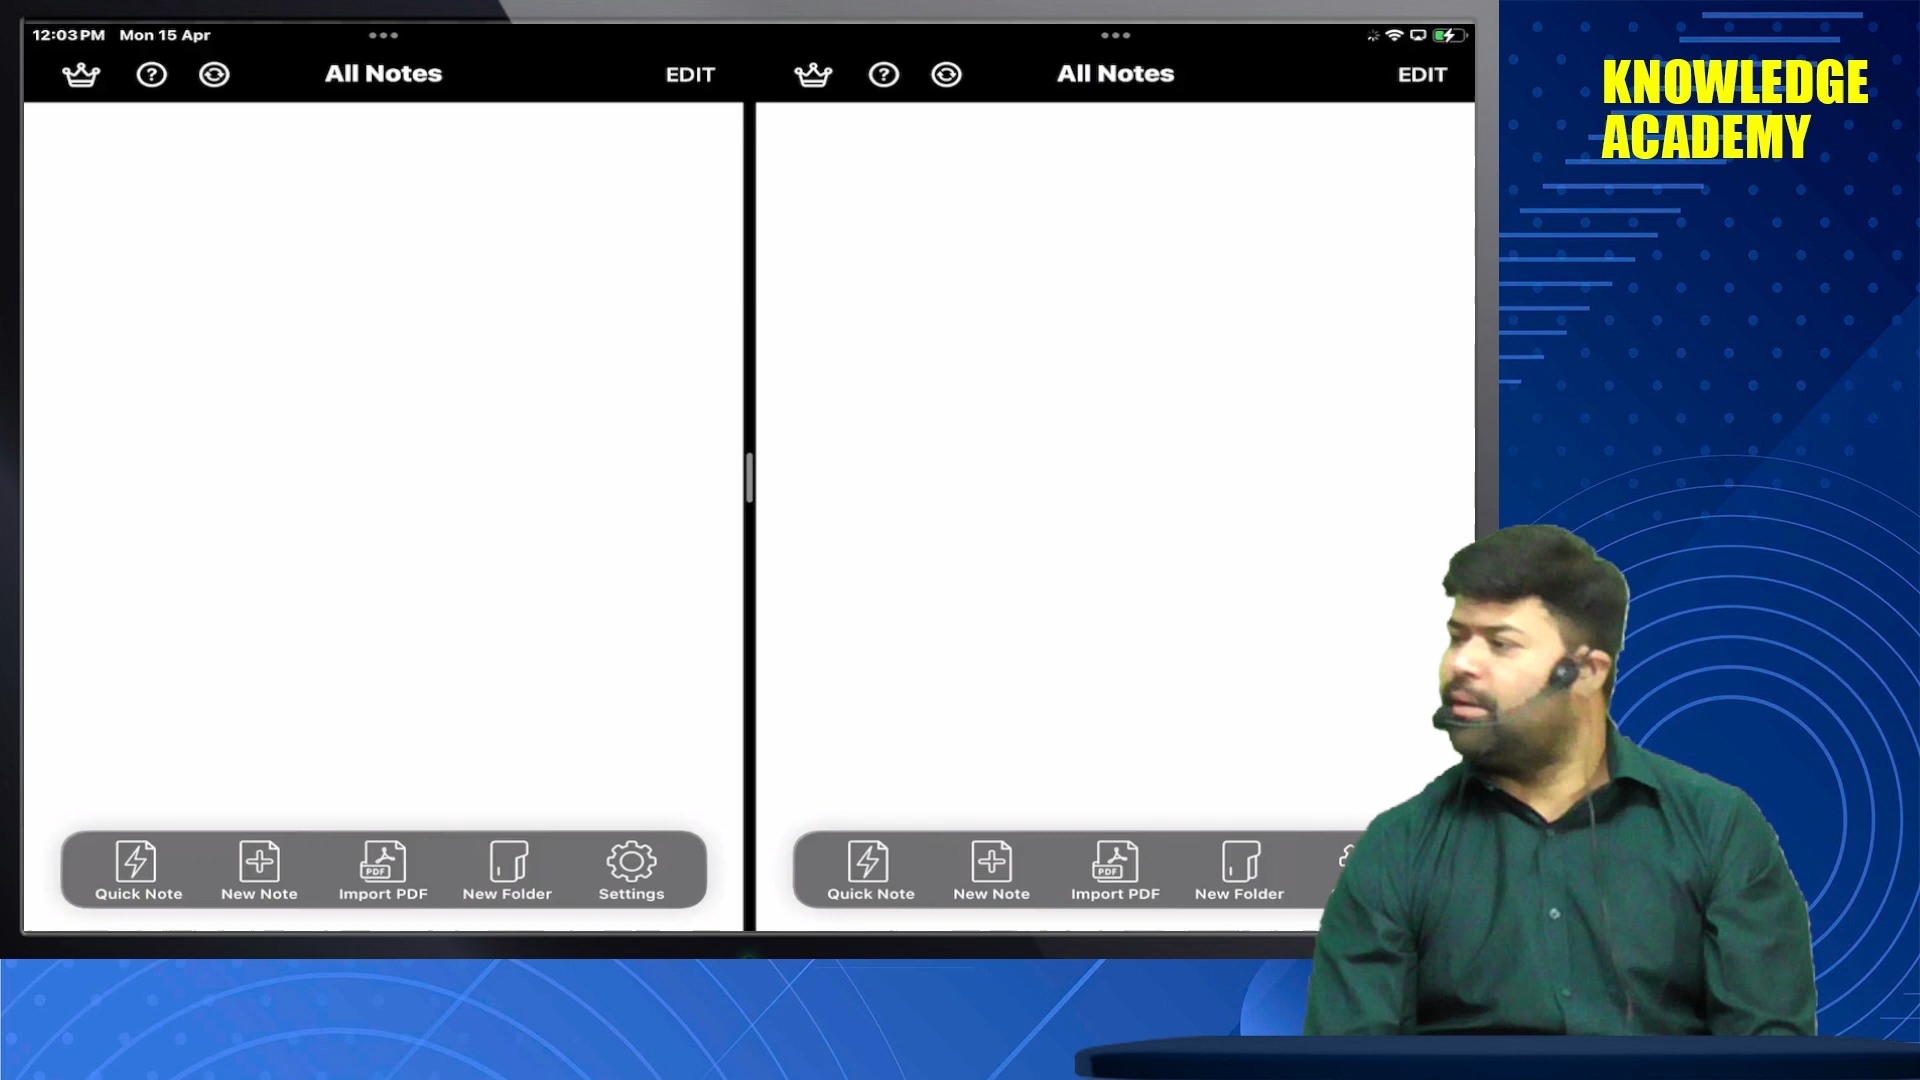 12:03 PM Mon 15 Apr
All Notes
EDIT
All Notes
EDIT
KNOWLEDGE
ACADEMY
Quick Note
New Note
PDF
Import PDF
New Folder
Settings
Quick Note
New Note
PDF
Import PDF
New Folder